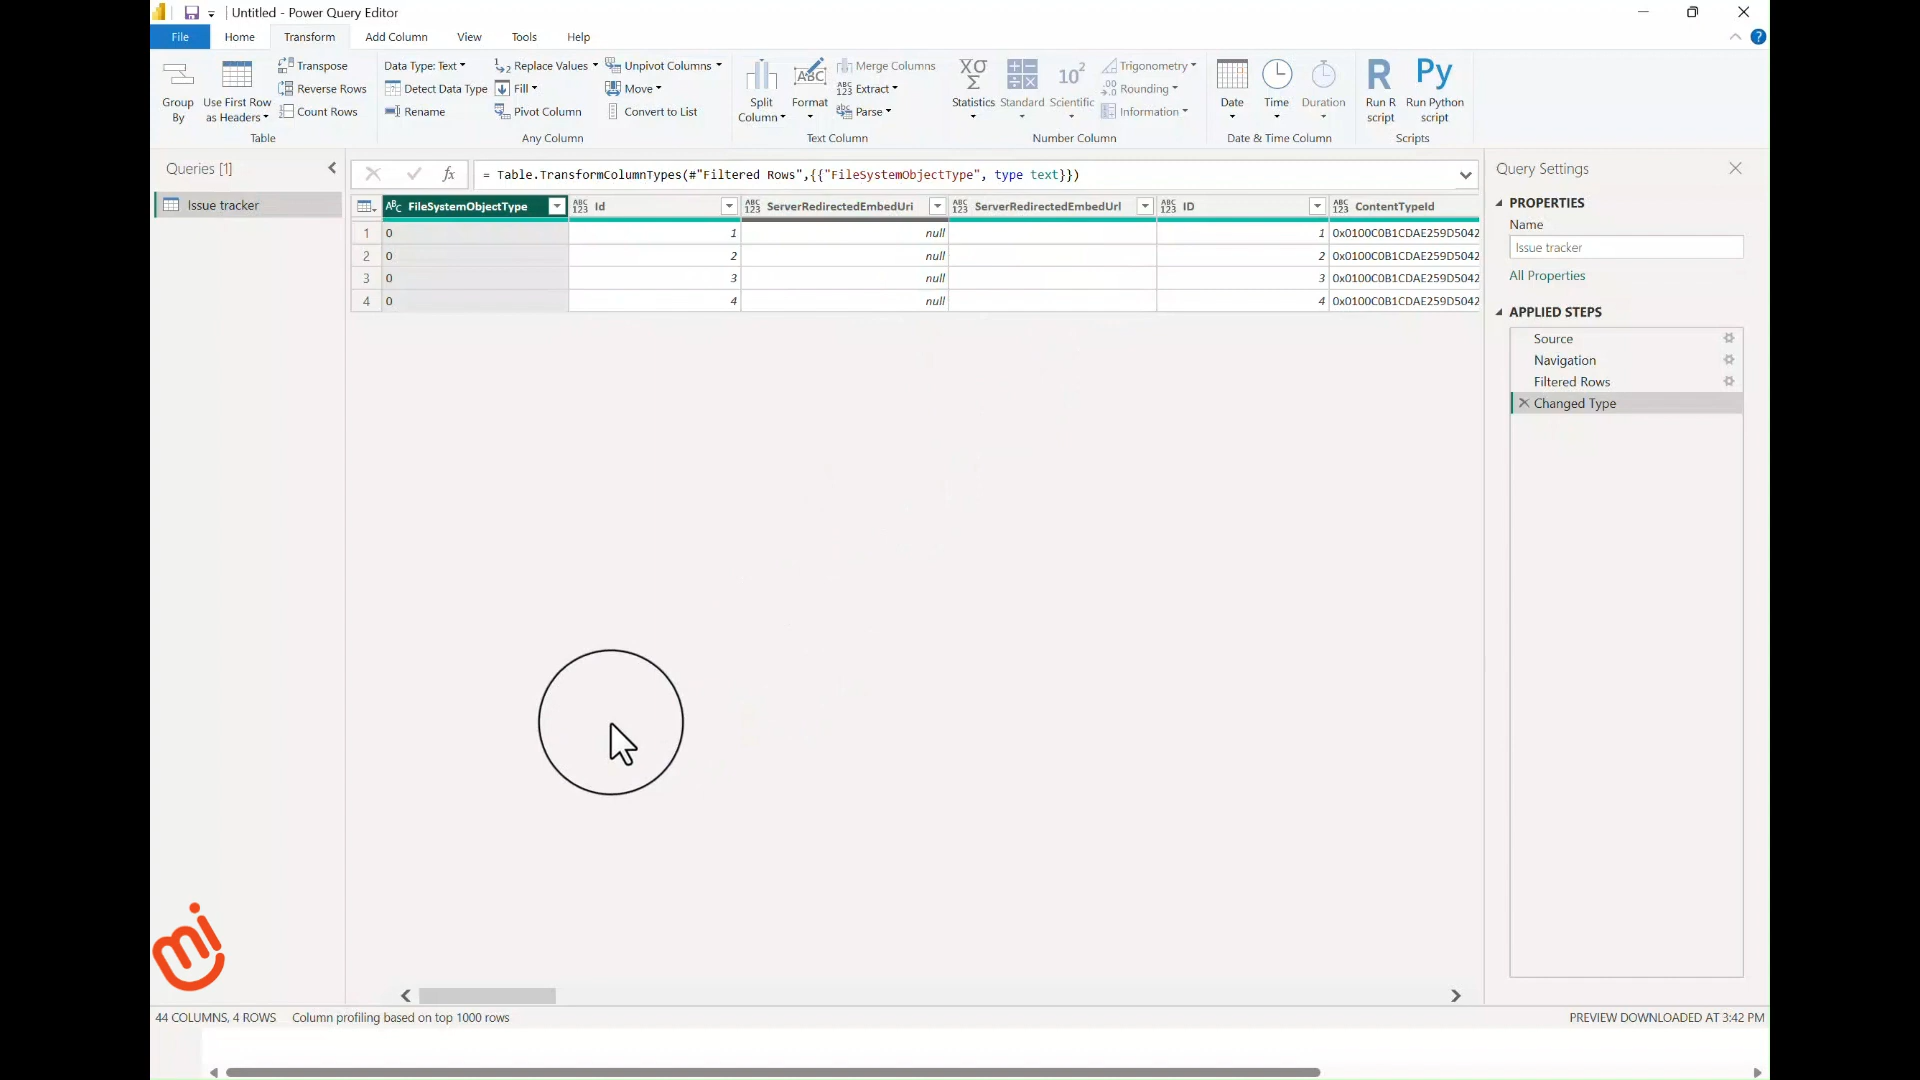 Untitled - Power Query Editor
File Home Transform Add Column View Tools Help
?
Group By
Use First Row as Headers
Transpose
Reverse Rows
Count Rows
Table
Data Type: Text
Detect Data Type
Rename
Replace Values
Fill
Pivot Column
Unpivot Columns
Move
Convert to List
Any Column
Split Column
Format
Merge Columns
Extract
Parse
Text Column
Statistics
Standard
Scientific
Trigonometry
Rounding
Information
Number Column
Date
Time
Duration
Date & Time Column
Run R script
Run Python script
Scripts
Queries [1]
Issue tracker
fx
= Table.TransformColumnTypes(#"Filtered Rows",{{"FileSystemObjectType", type text}})
FileSystemObjectType Id ServerRedirectedEmbedUri ServerRedirectedEmbedUrl ID ContentTypeId
1 0 1 null 1 0x0100C0B1CDAE259D5042
2 0 2 null 2 0x0100C0B1CDAE259D5042
3 0 3 null 3 0x0100C0B1CDAE259D5042
4 0 4 null 4 0x0100C0B1CDAE259D5042
Query Settings
PROPERTIES
Name
Issue tracker
All Properties
APPLIED STEPS
Source
Navigation
Filtered Rows
Changed Type
mi
44 COLUMNS, 4 ROWS Column profiling based on top 1000 rows
PREVIEW DOWNLOADED AT 3:42 PM